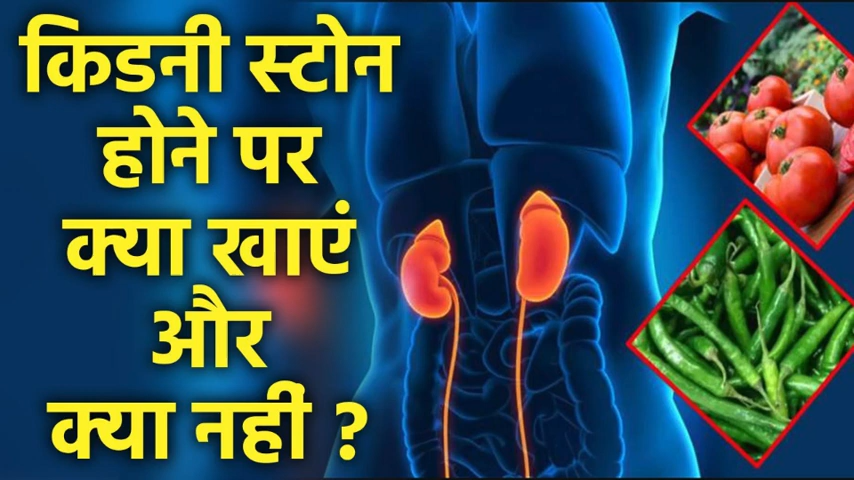 किडनी स्टोन
होने पर
क्या खाएं
और
क्या नहीं ?